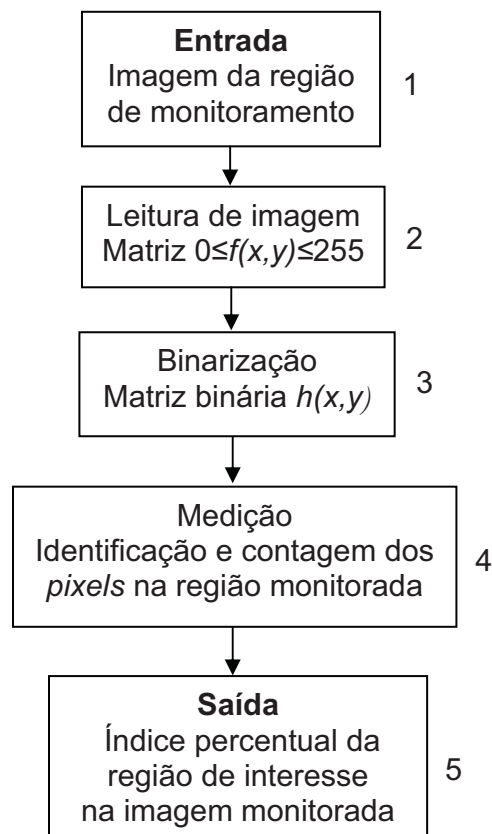 Entrada
Imagem da região
de monitoramento
1
Leitura de imagem
Matriz 0≤f(x,y)≤255
2
Binarização
Matriz binária h(x,y)
3
Medição
Identificação e contagem dos
pixels na região monitorada
4
Saída
Índice percentual da
região de interesse
na imagem monitorada
5